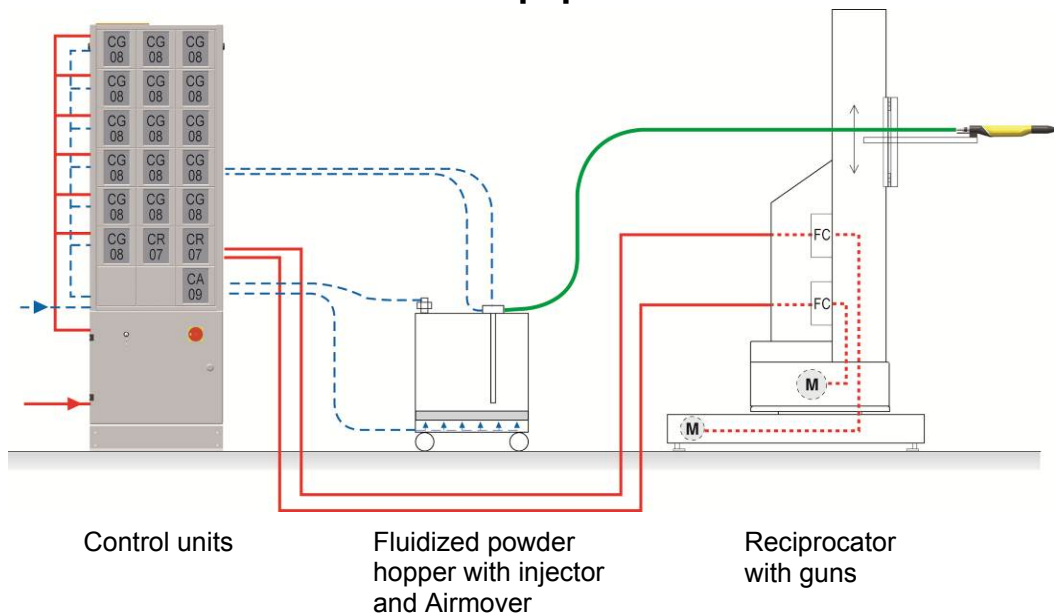 CG CG CG
08 08 08
CG CG CG
08 08 08
CG CG CG
08 08 08
CG CG CG
08 08 08
CG CG CG
08 08 08
CG CR CR
08 07 07
CA
09
FC
FC
M
M
Control units
Fluidized powder
hopper with injector
and Airmover
Reciprocator
with guns